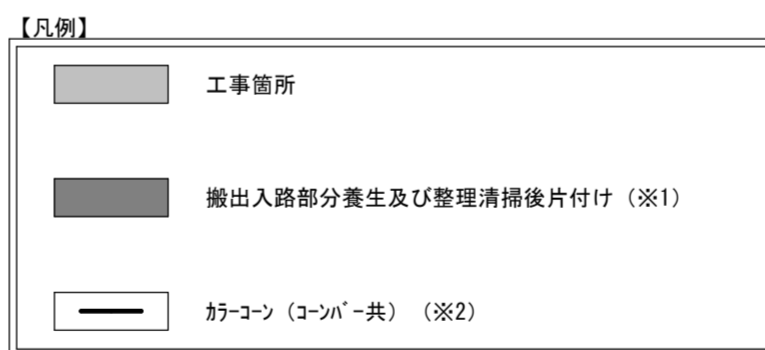 【凡例】
工事箇所
搬出入路部分養生及び整理清掃後片付け（※1）
ｶﾗｰｺｰﾝ（ｺｰﾝﾊﾞｰ共）（※2）